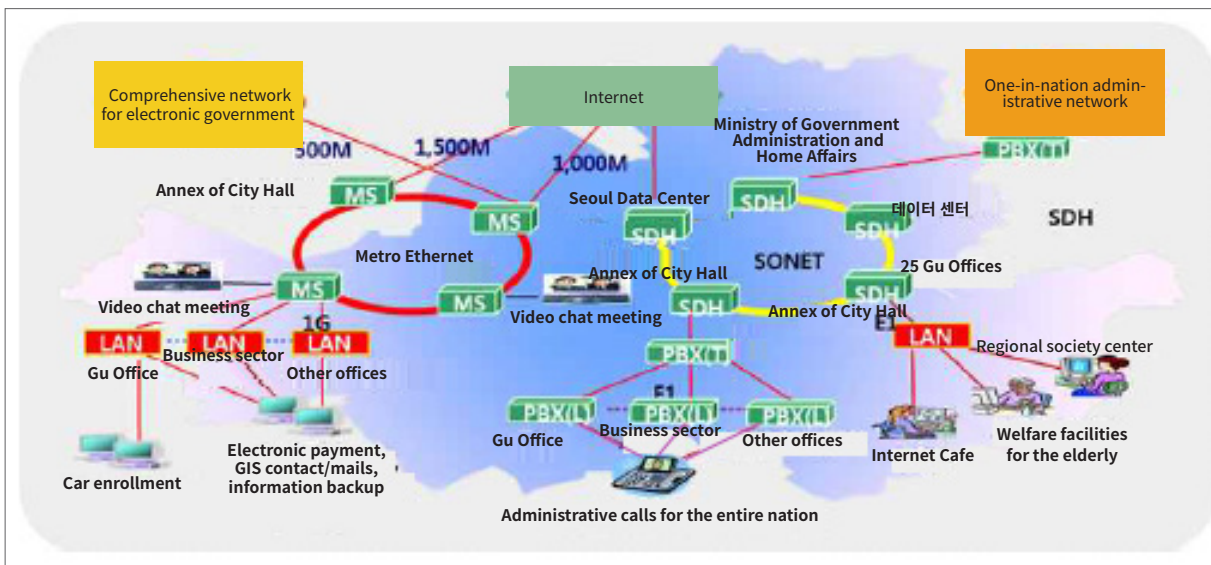 Comprehensive network
for electronic government
Internet
One-in-nation admin-
istrative network
500M
1,500M
1,000M
Ministry of Government
Administration and
Home Affairs
PBX(T)
Annex of City Hall
MS
MS
Seoul Data Center
SDH
SDH
데이터 센터
SDH
SDH
Metro Ethernet
SONET
Annex of City Hall
25 Gu Offices
MS
MS
SDH
SDH
Video chat meeting
Video chat meeting
Annex of City Hall
1G
E1
LAN
LAN
LAN
LAN
Business sector
Gu Office
Other offices
PBX(T)
Regional society center
E1
PBX(L)
PBX(L)
PBX(L)
Gu Office
Business sector
Other offices
Internet Cafe
Welfare facilities
for the elderly
Car enrollment
Electronic payment,
GIS contact/mails,
information backup
Administrative calls for the entire nation